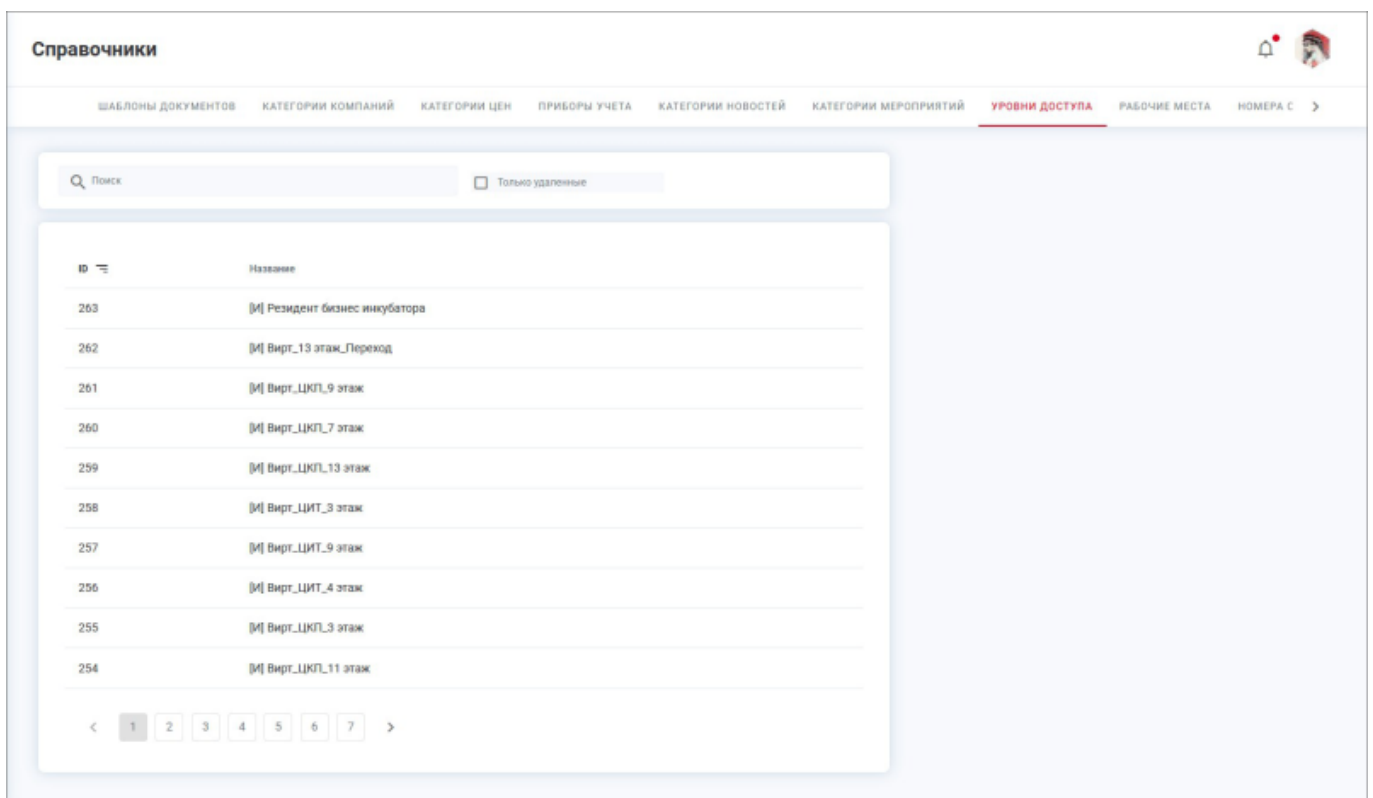 Справочники
ШАБЛОНЫ ДОКУМЕНТОВ КАТЕГОРИИ КОМПАНИЙ КАТЕГОРИИ ЦЕН ПРИБОРЫ УЧЕТА КАТЕГОРИИ НОВОСТЕЙ КАТЕГОРИИ МЕРОПРИЯТИЙ УРОВНИ ДОСТУПА РАБОЧИЕ МЕСТА НОМЕРА С
Поиск Только удаленные
ID Название
263 [И] Резидент бизнес инкубатора
262 [И] Вирт_13 этаж_Переход
261 [И] Вирт_ЦКП_9 этаж
260 [И] Вирт_ЦКП_7 этаж
259 [И] Вирт_ЦКП_13 этаж
258 [И] Вирт_ЦИТ_3 этаж
257 [И] Вирт_ЦИТ_9 этаж
256 [И] Вирт_ЦИТ_4 этаж
255 [И] Вирт_ЦКП_3 этаж
254 [И] Вирт_ЦКП_11 этаж
1 2 3 4 5 6 7